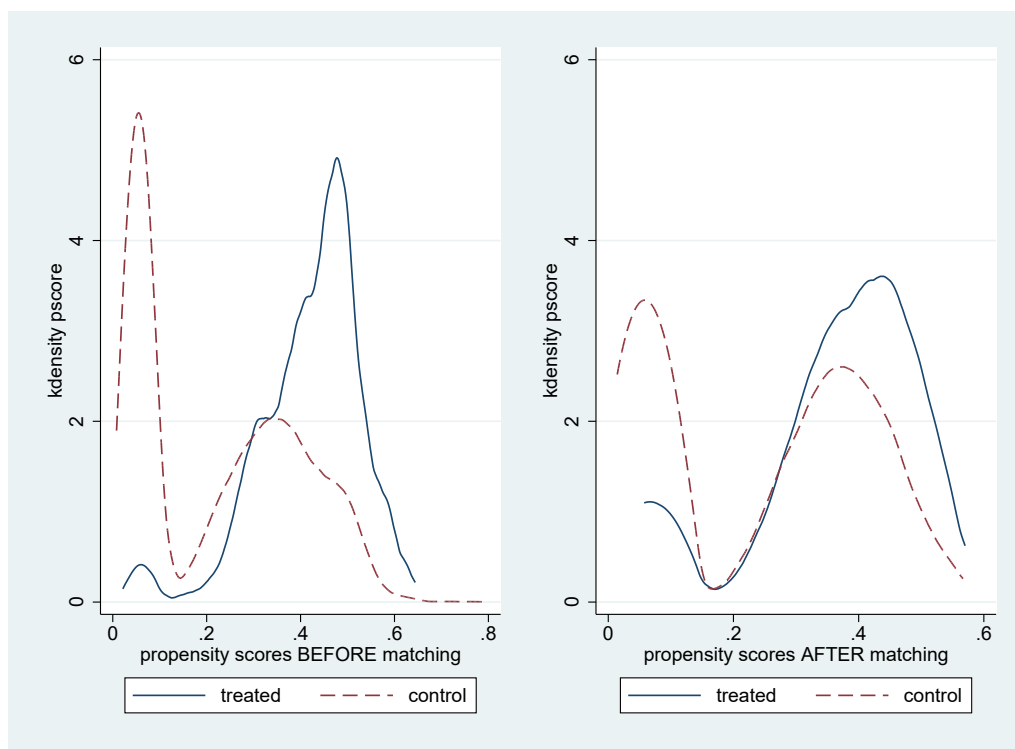 kdensity pscore
6
4
2
0
0 .2 .4 .6 .8
propensity scores BEFORE matching
treated control
kdensity pscore
6
4
2
0
0 .2 .4 .6
propensity scores AFTER matching
treated control